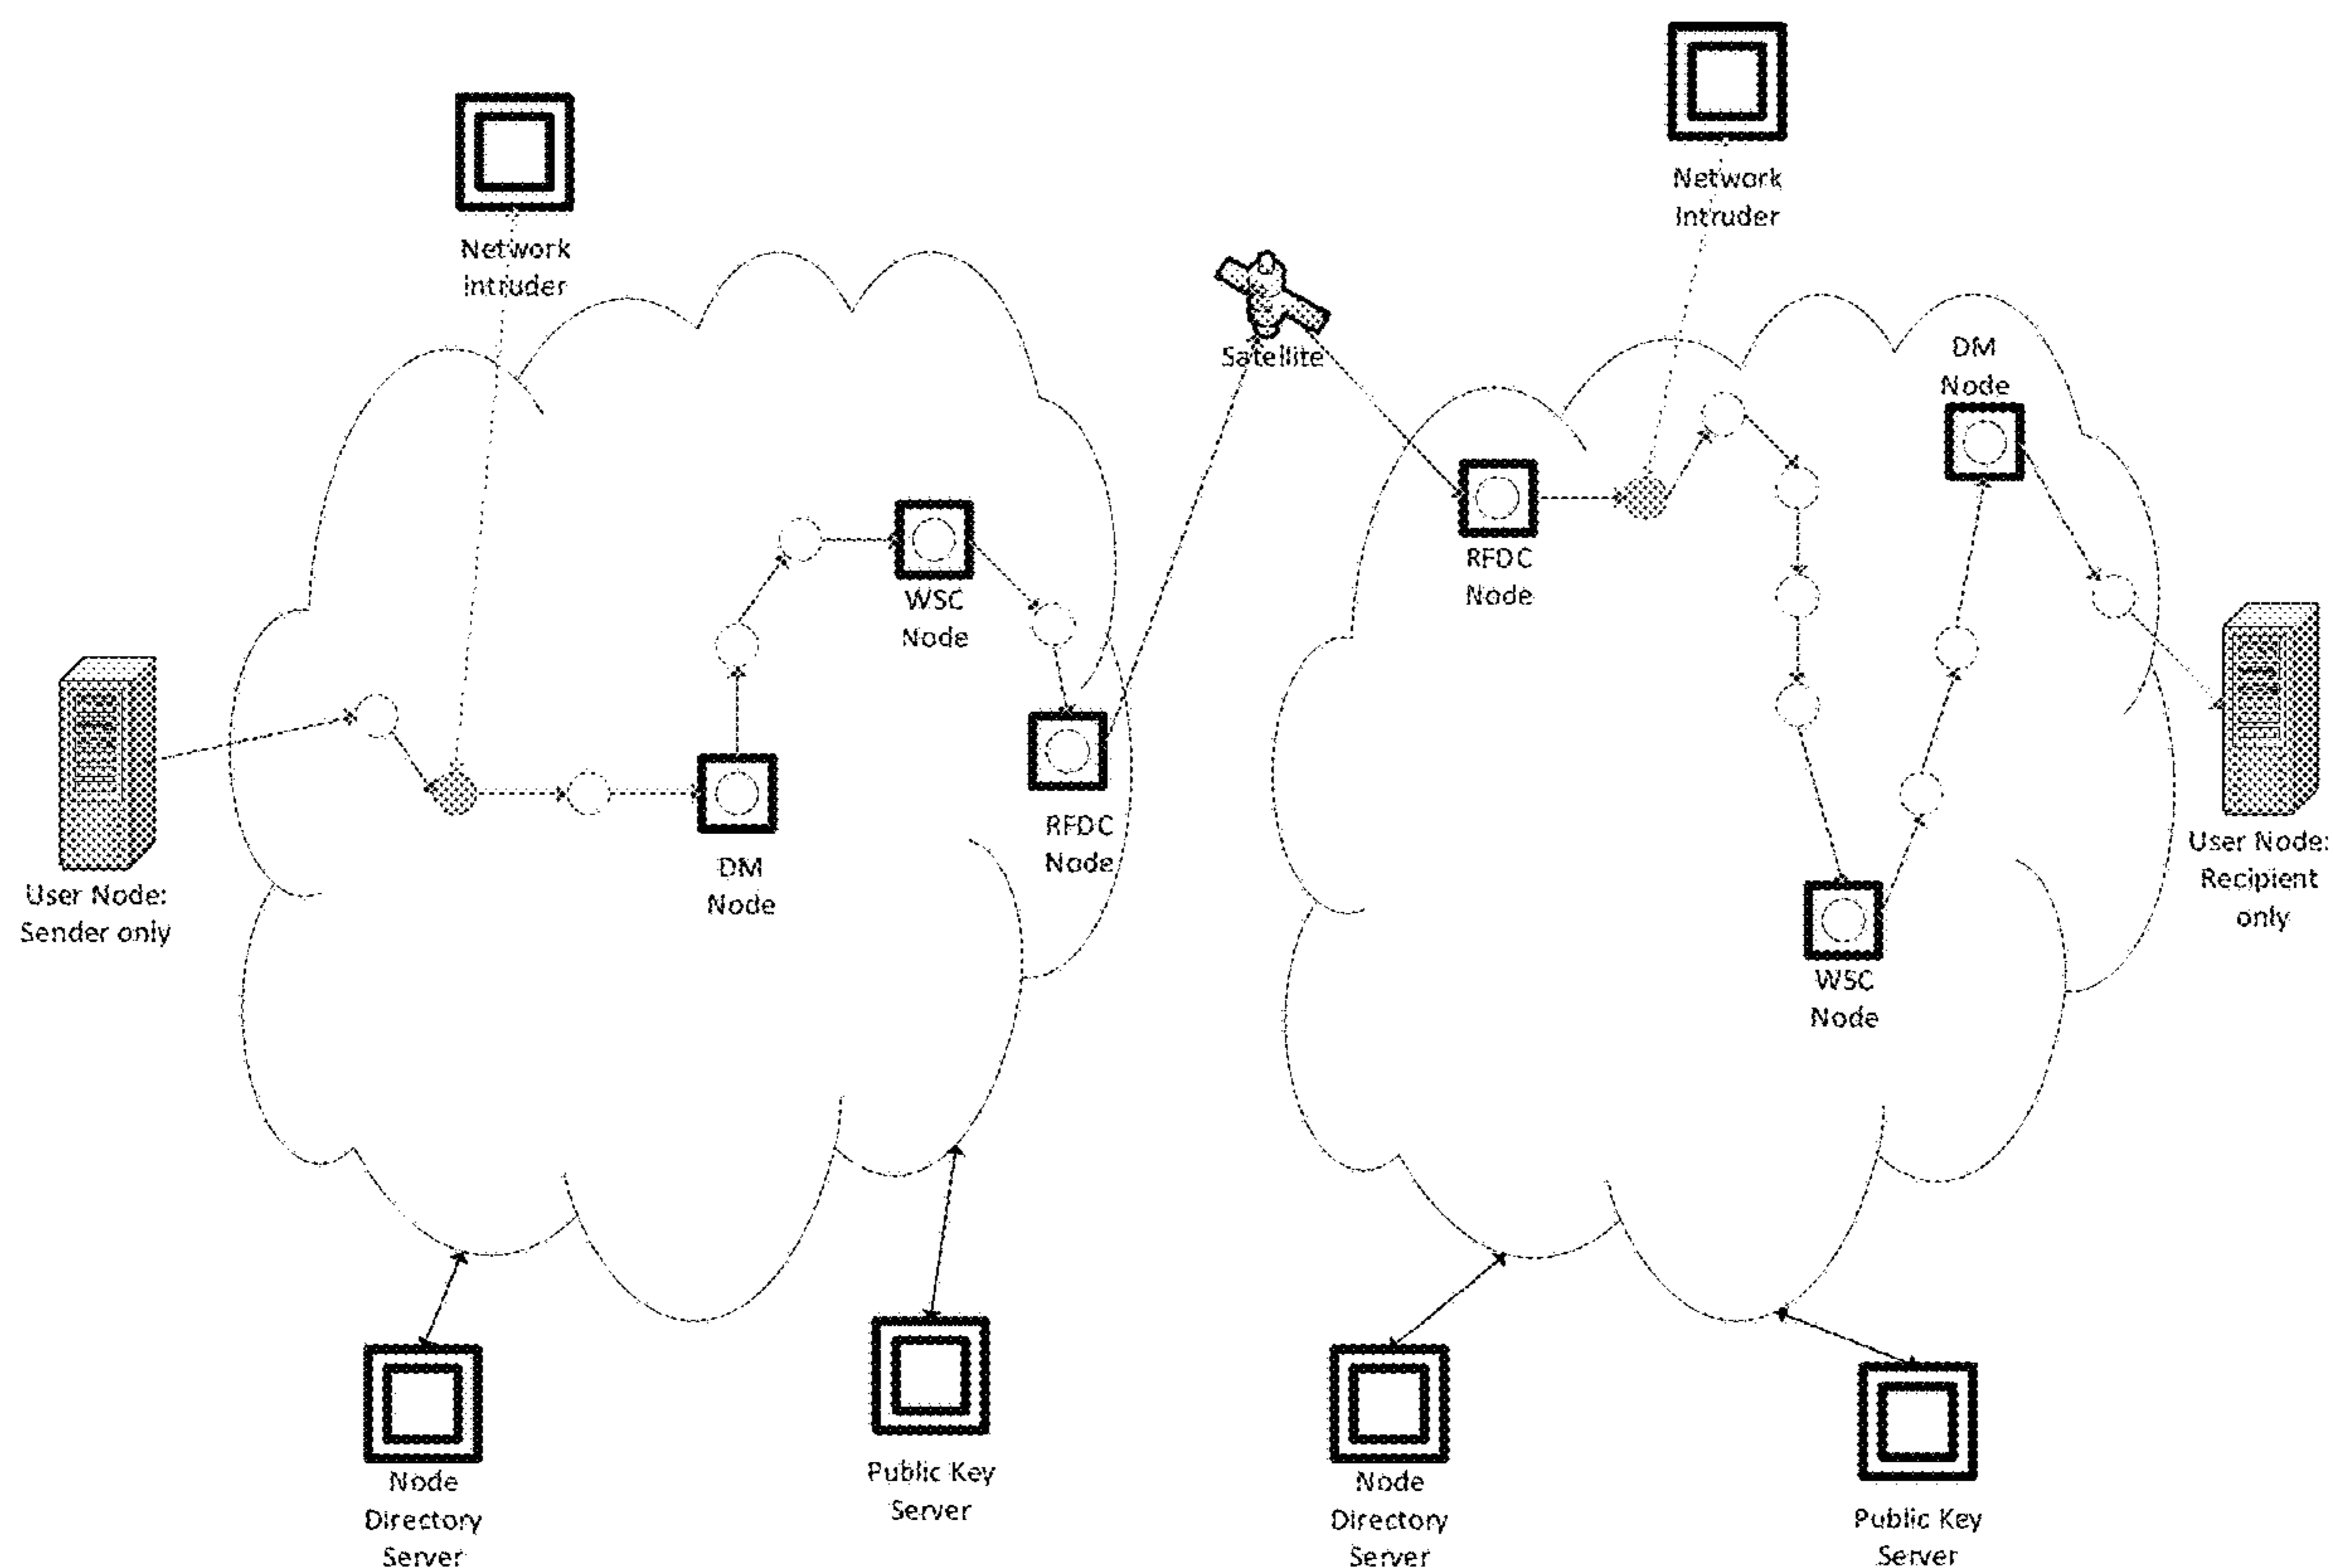 Network
Intruder
Network
Intruder
Satellite
DM
Node
WSC
Node
RFDC
Node
User Node:
Sender only
DM
Node
RFDC
Node
User Node:
Recipient
only
WSC
Node
Node
Directory
Server
Public Key
Server
Node
Directory
Server
Public Key
Server